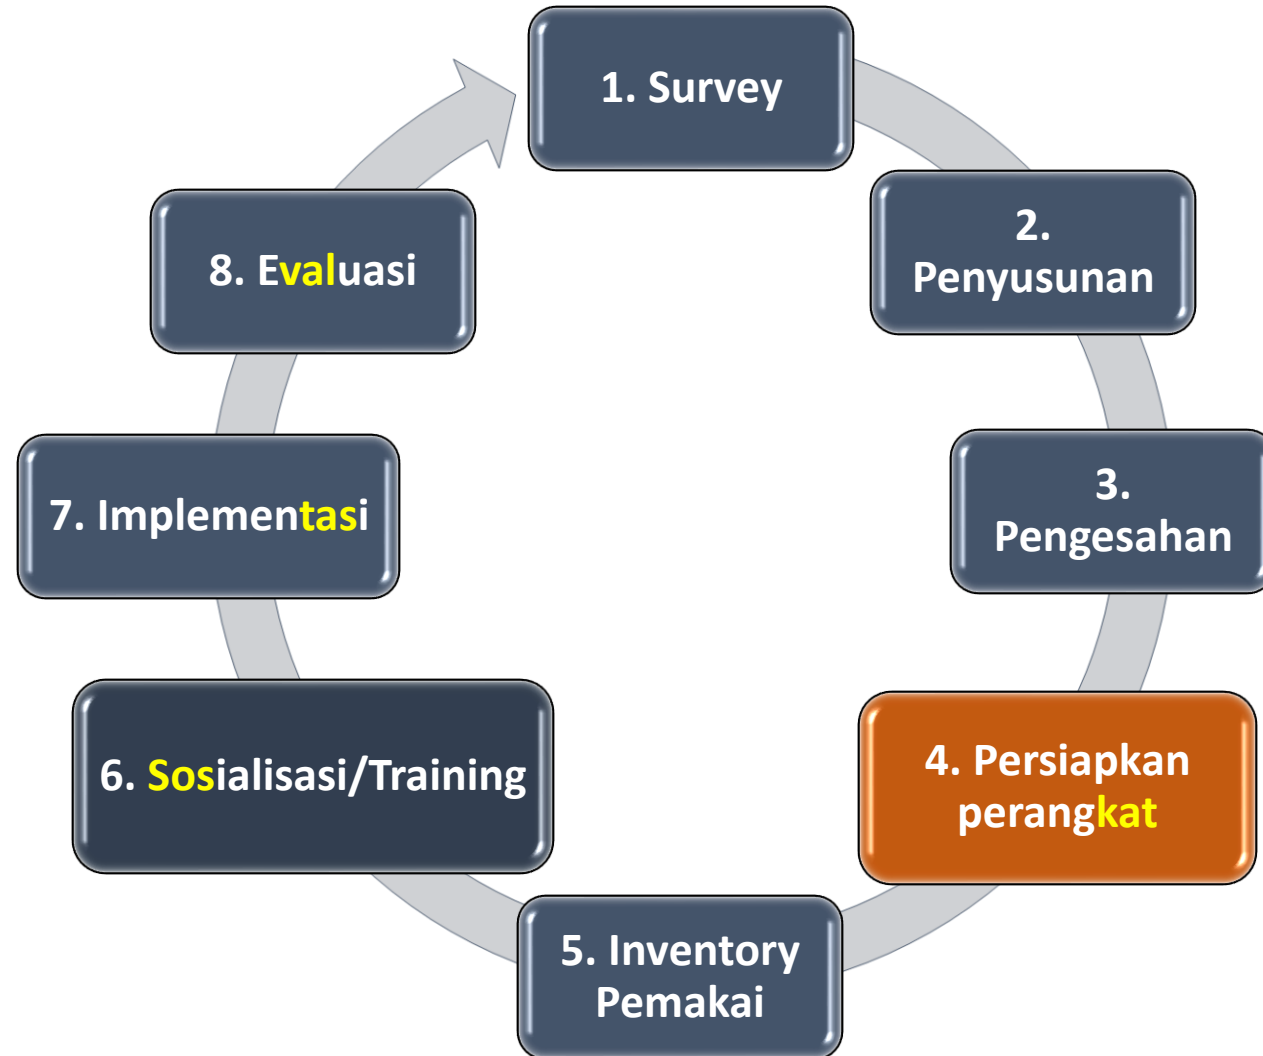 1. Survey
2.
Penyusunan
3.
Pengesahan
4. Persiapkan
perangkat
5. Inventory
Pemakai
6. Sosialisasi/Training
7. Implementasi
8. Evaluasi